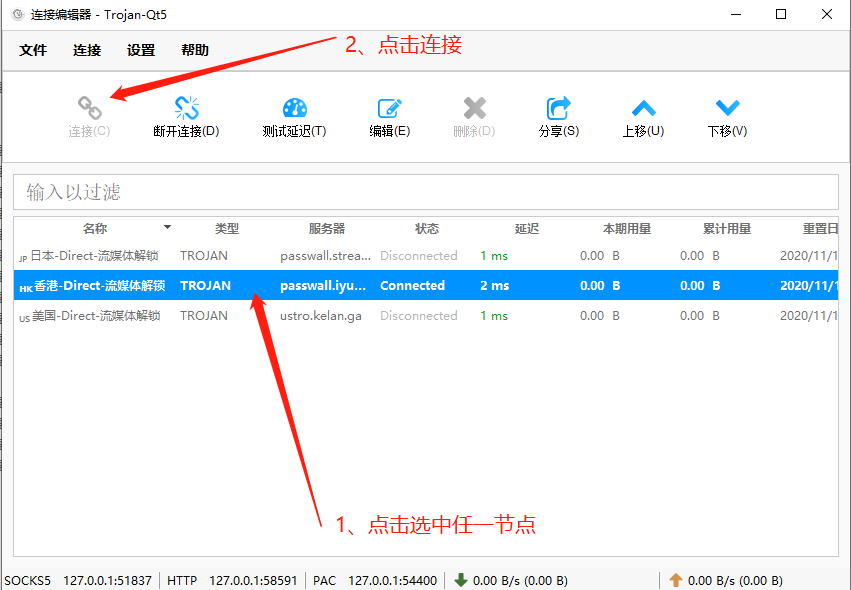 连接编辑器 - Trojan-Qt5
文件 连接 设置 帮助
2、点击连接
连接(C) 断开连接(D) 测试延迟(T) 编辑(E) 删除(D) 分享(S) 上移(U) 下移(V)
输入以过滤
名称 类型 服务器 状态 延迟 本期用量 累计用量 重置日
JP 日本-Direct-流媒体解锁 TROJAN passwall.strea... Disconnected 1 ms 0.00 B 0.00 B 2020/11/1
HK 香港-Direct-流媒体解锁 TROJAN passwall.iyu... Connected 2 ms 0.00 B 0.00 B 2020/11/1
US 美国-Direct-流媒体解锁 TROJAN ustro.kelan.ga Disconnected 1 ms 0.00 B 0.00 B 2020/11/1
1、点击选中任一节点
SOCKS5 127.0.0.1:51837 HTTP 127.0.0.1:58591 PAC 127.0.0.1:54400 0.00 B/s (0.00 B) 0.00 B/s (0.00 B)